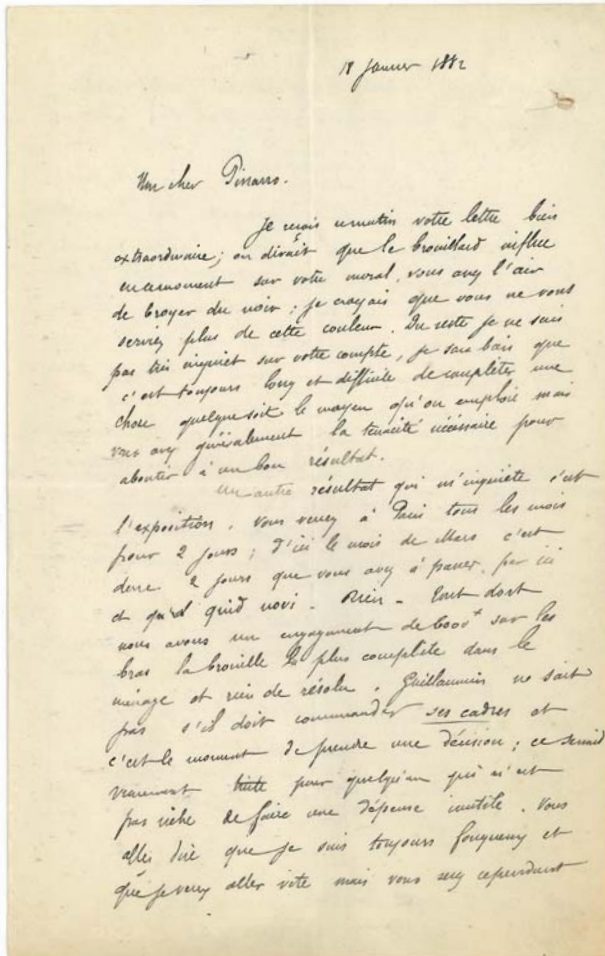 18 Janvier 1882
Mon cher Pissarro.
Je reçois ce matin votre lettre bien
extraordinaire; on dirait que le brouillard influe
énormément sur votre moral, vous avez l'air
de broyer du noir; je croyais que vous ne vous
serviez plus de cette couleur. Du reste je ne suis
pas très inquiet sur votre compte, je sais bien que
c'est toujours long et difficile de compléter une
chose quelque soit le moyen qu'on emploie mais
vous avez généralement la tenacité nécéssaire pour
aboutir à un bon résultat.
Un autre résultat qui m'inquiète c'est
l'exposition. Vous venez à Paris tous les mois
pour 2 jours; d'ici le mois de Mars c'est
donc 2 jours que vous avez à passer par ici
et quid novi - Rien - Tout dort
nous avons un engagement de 6000 sur les
bras la brouille la plus complète dans le
ménage et rien de résolu. Guillaumin ne sait
pas s'il doit commander ses cadres et
c'est le moment de prendre une décision; ce serait
vraiment triste pour quelqu'un qui n'est
pas riche de faire une dépense inutile. Vous
allez dire que je suis toujours fougueux et
que je veux aller vite mais vous serez cependant